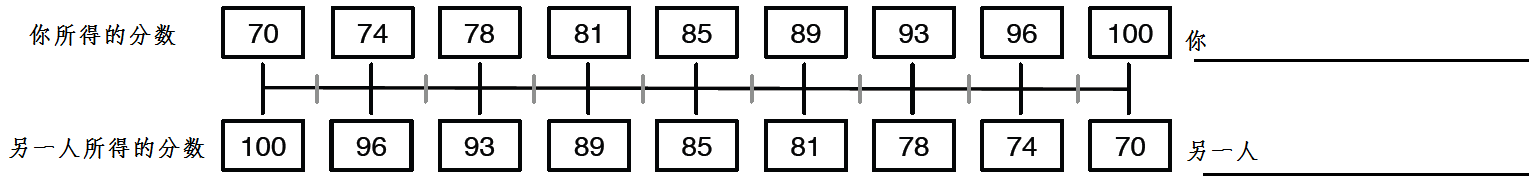 你所得的分数 70 74 78 81 85 89 93 96 100 你
另一人所得的分数 100 96 93 89 85 81 78 74 70 另一人